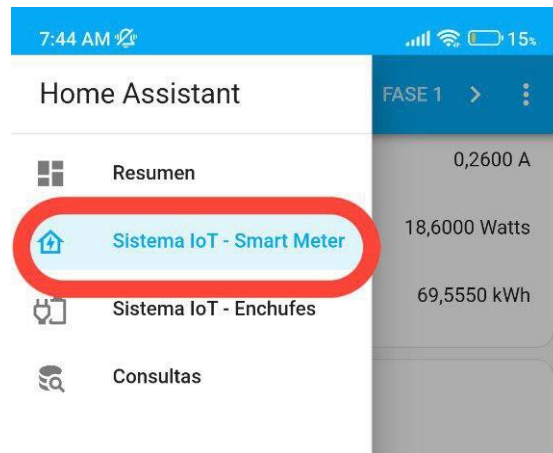 7:44 AM 15%
Home Assistant FASE 1
Resumen 0,2600 A
Sistema IoT - Smart Meter 18,6000 Watts
69,5550 kWh
Sistema IoT - Enchufes
Consultas